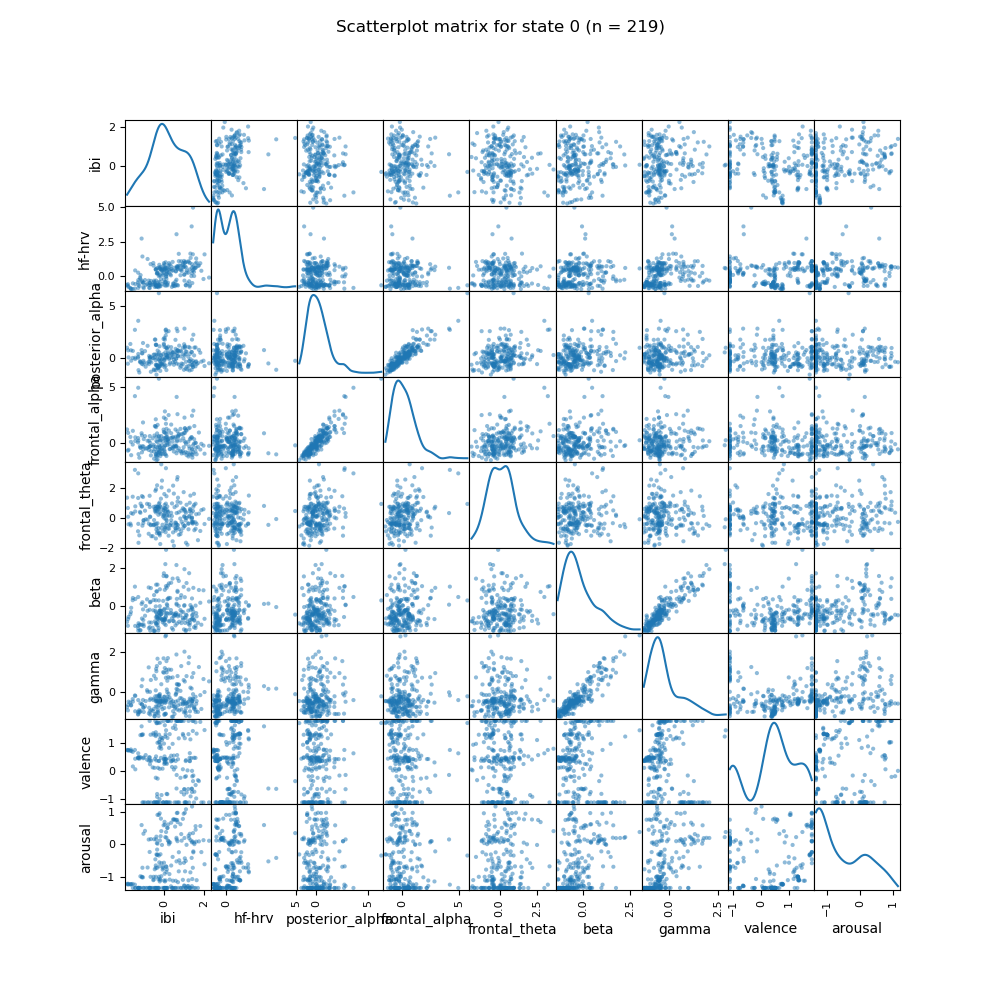 Scatterplot matrix for state 0 (n = 219)
ibi
2
0
hf-hrv
5.0
2.5
0.0
posterior_alpha
5
0
frontal_alpha
5
0
frontal_theta
2
0
−2
beta
2
0
gamma
2
0
valence
1
0
−1
arousal
1
0
−1
0 2 0 5 0 5 0 5 0.0 2.5 0.0 2.5 0.0 2.5 −1 0 1 −1 0 1
ibi hf-hrv posterior_alpha frontal_alpha frontal_theta beta gamma valence arousal